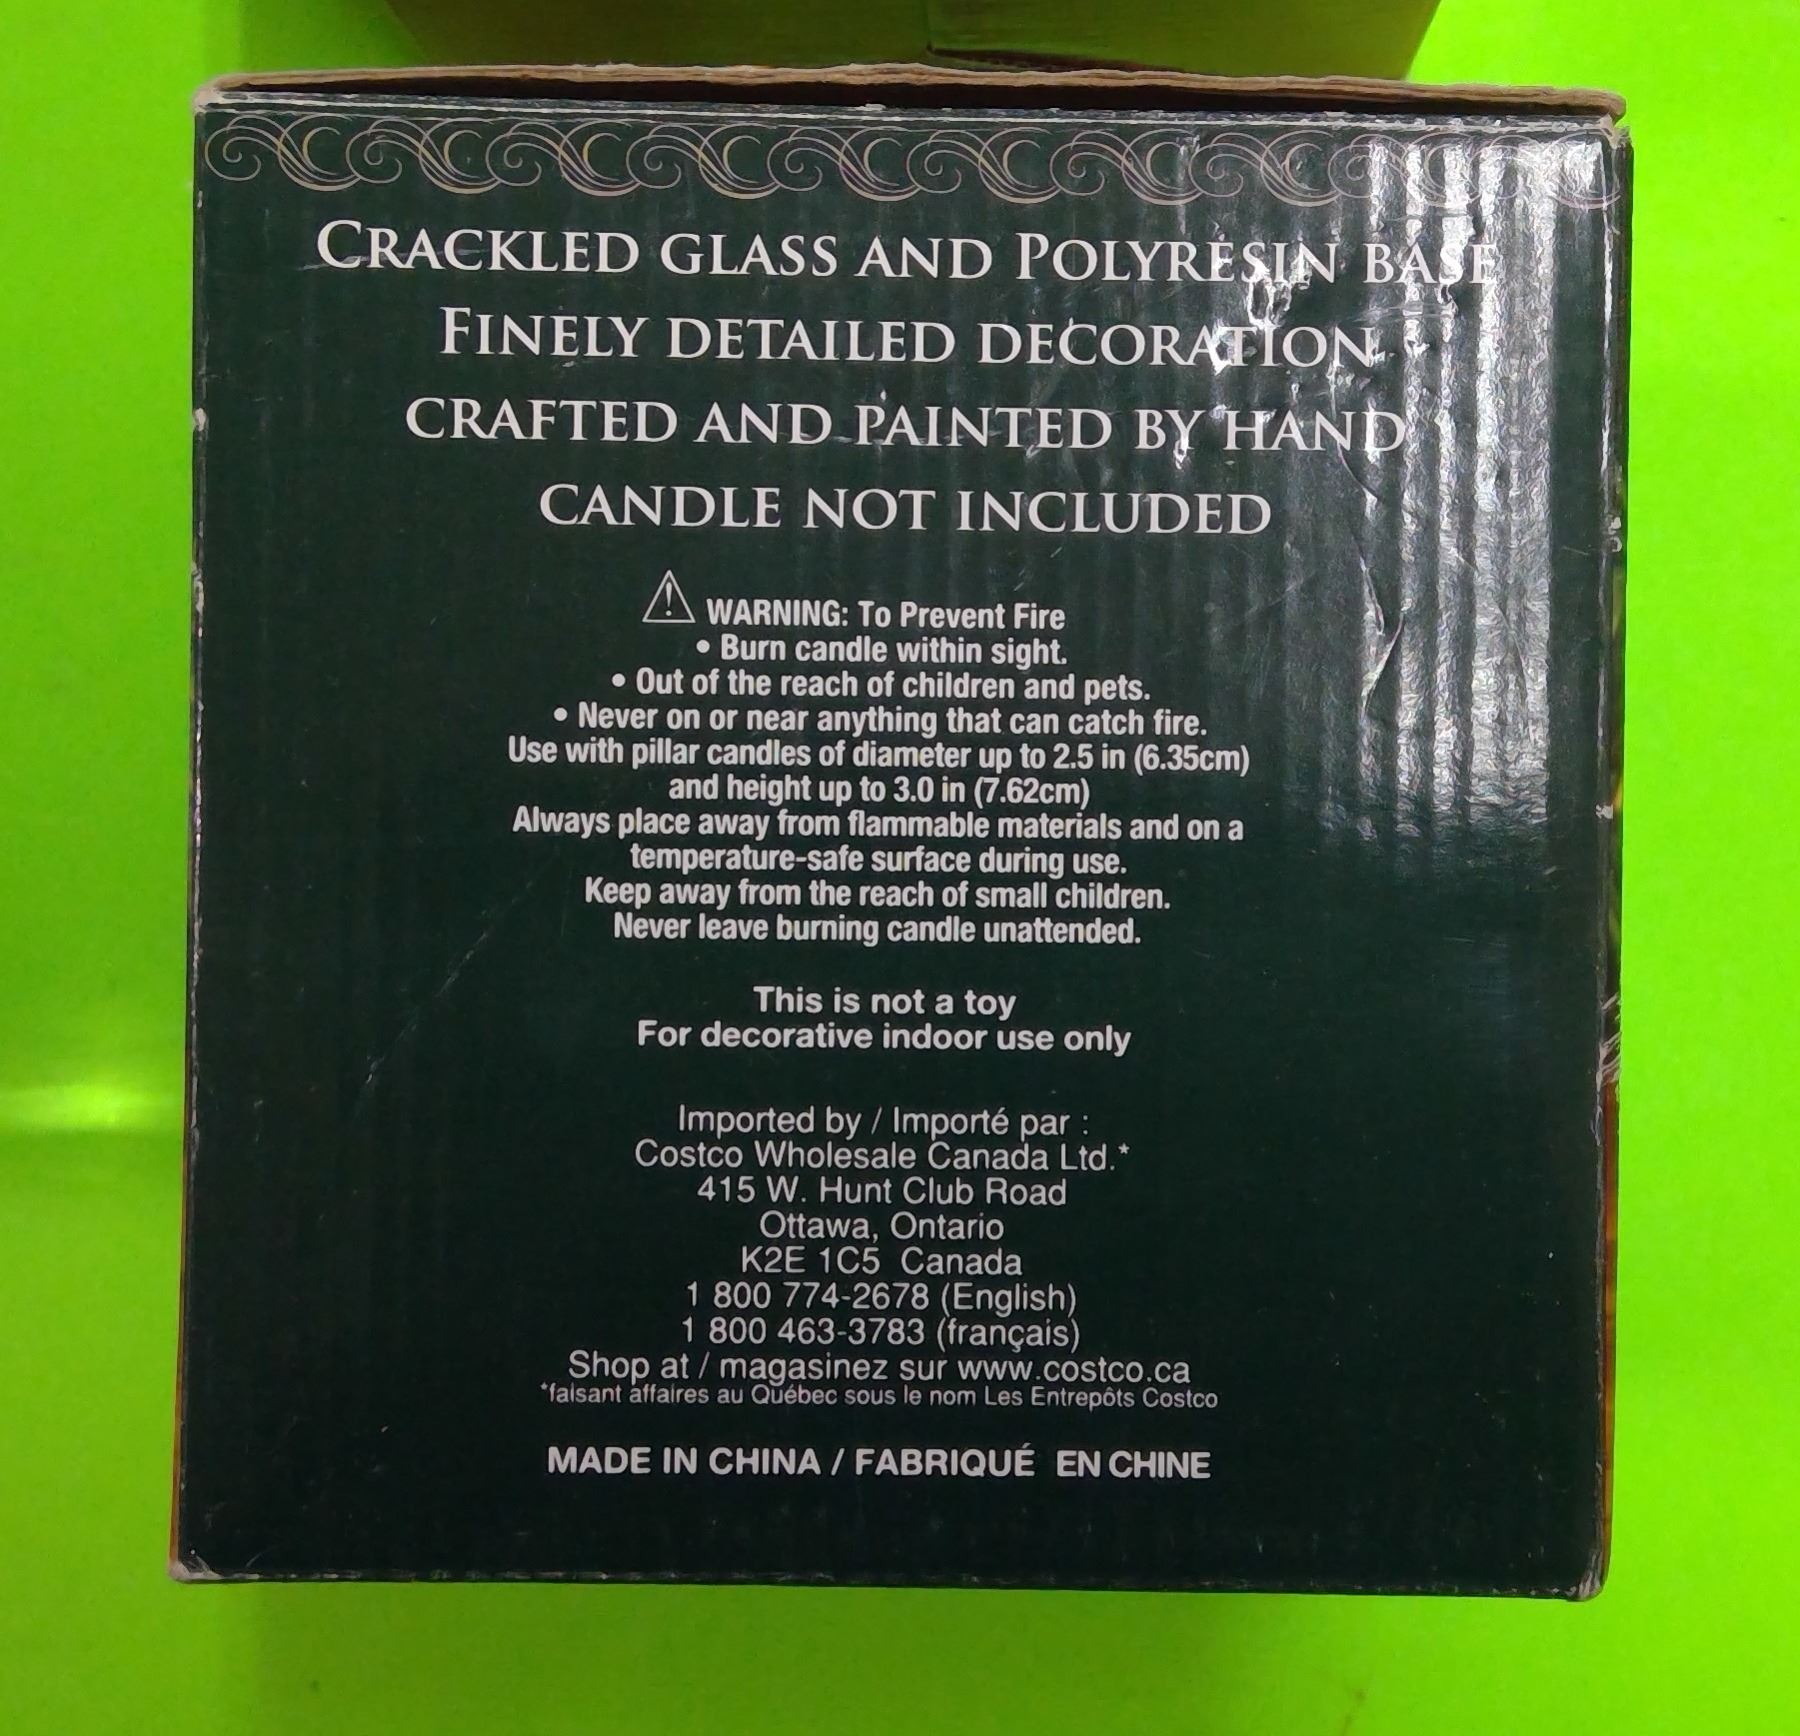 CRACKLED GLASS AND POLYRESIN BASE
FINELY DETAILED DECORATION
CRAFTED AND PAINTED BY HAND
CANDLE NOT INCLUDED
WARNING: To Prevent Fire
• Burn candle within sight.
• Out of the reach of children and pets.
• Never on or near anything that can catch fire.
Use with pillar candles of diameter up to 2.5 in (6.35cm)
and height up to 3.0 in (7.62cm)
Always place away from flammable materials and on a
temperature-safe surface during use.
Keep away from the reach of small children.
Never leave burning candle unattended.
This is not a toy
For decorative indoor use only
Imported by / Importé par :
Costco Wholesale Canada Ltd.*
415 W. Hunt Club Road
Ottawa, Ontario
K2E 1C5 Canada
1 800 774-2678 (English)
1 800 463-3783 (français)
Shop at / magasinez sur www.costco.ca
*faisant affaires au Québec sous le nom Les Entrepôts Costco
MADE IN CHINA / FABRIQUÉ EN CHINE